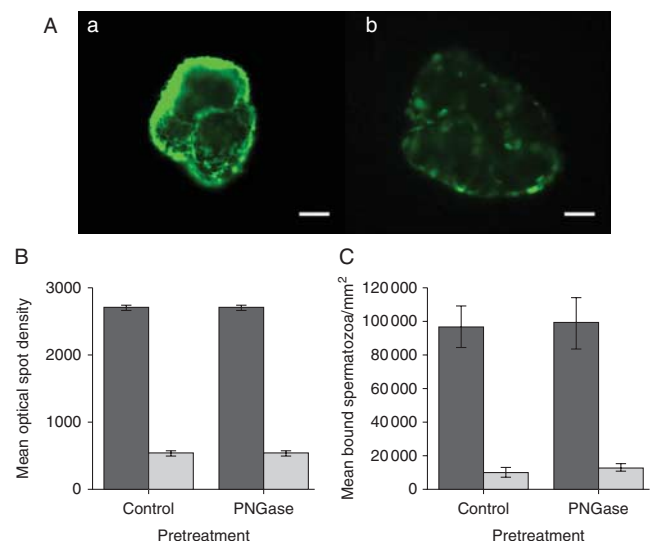 A
a
b
B
Mean optical spot density
3000
2000
1000
0
Control
PNGase
Pretreatment
C
Mean bound spermatozoa/mm²
120 000
100 000
80 000
60 000
40 000
20 000
0
Control
PNGase
Pretreatment